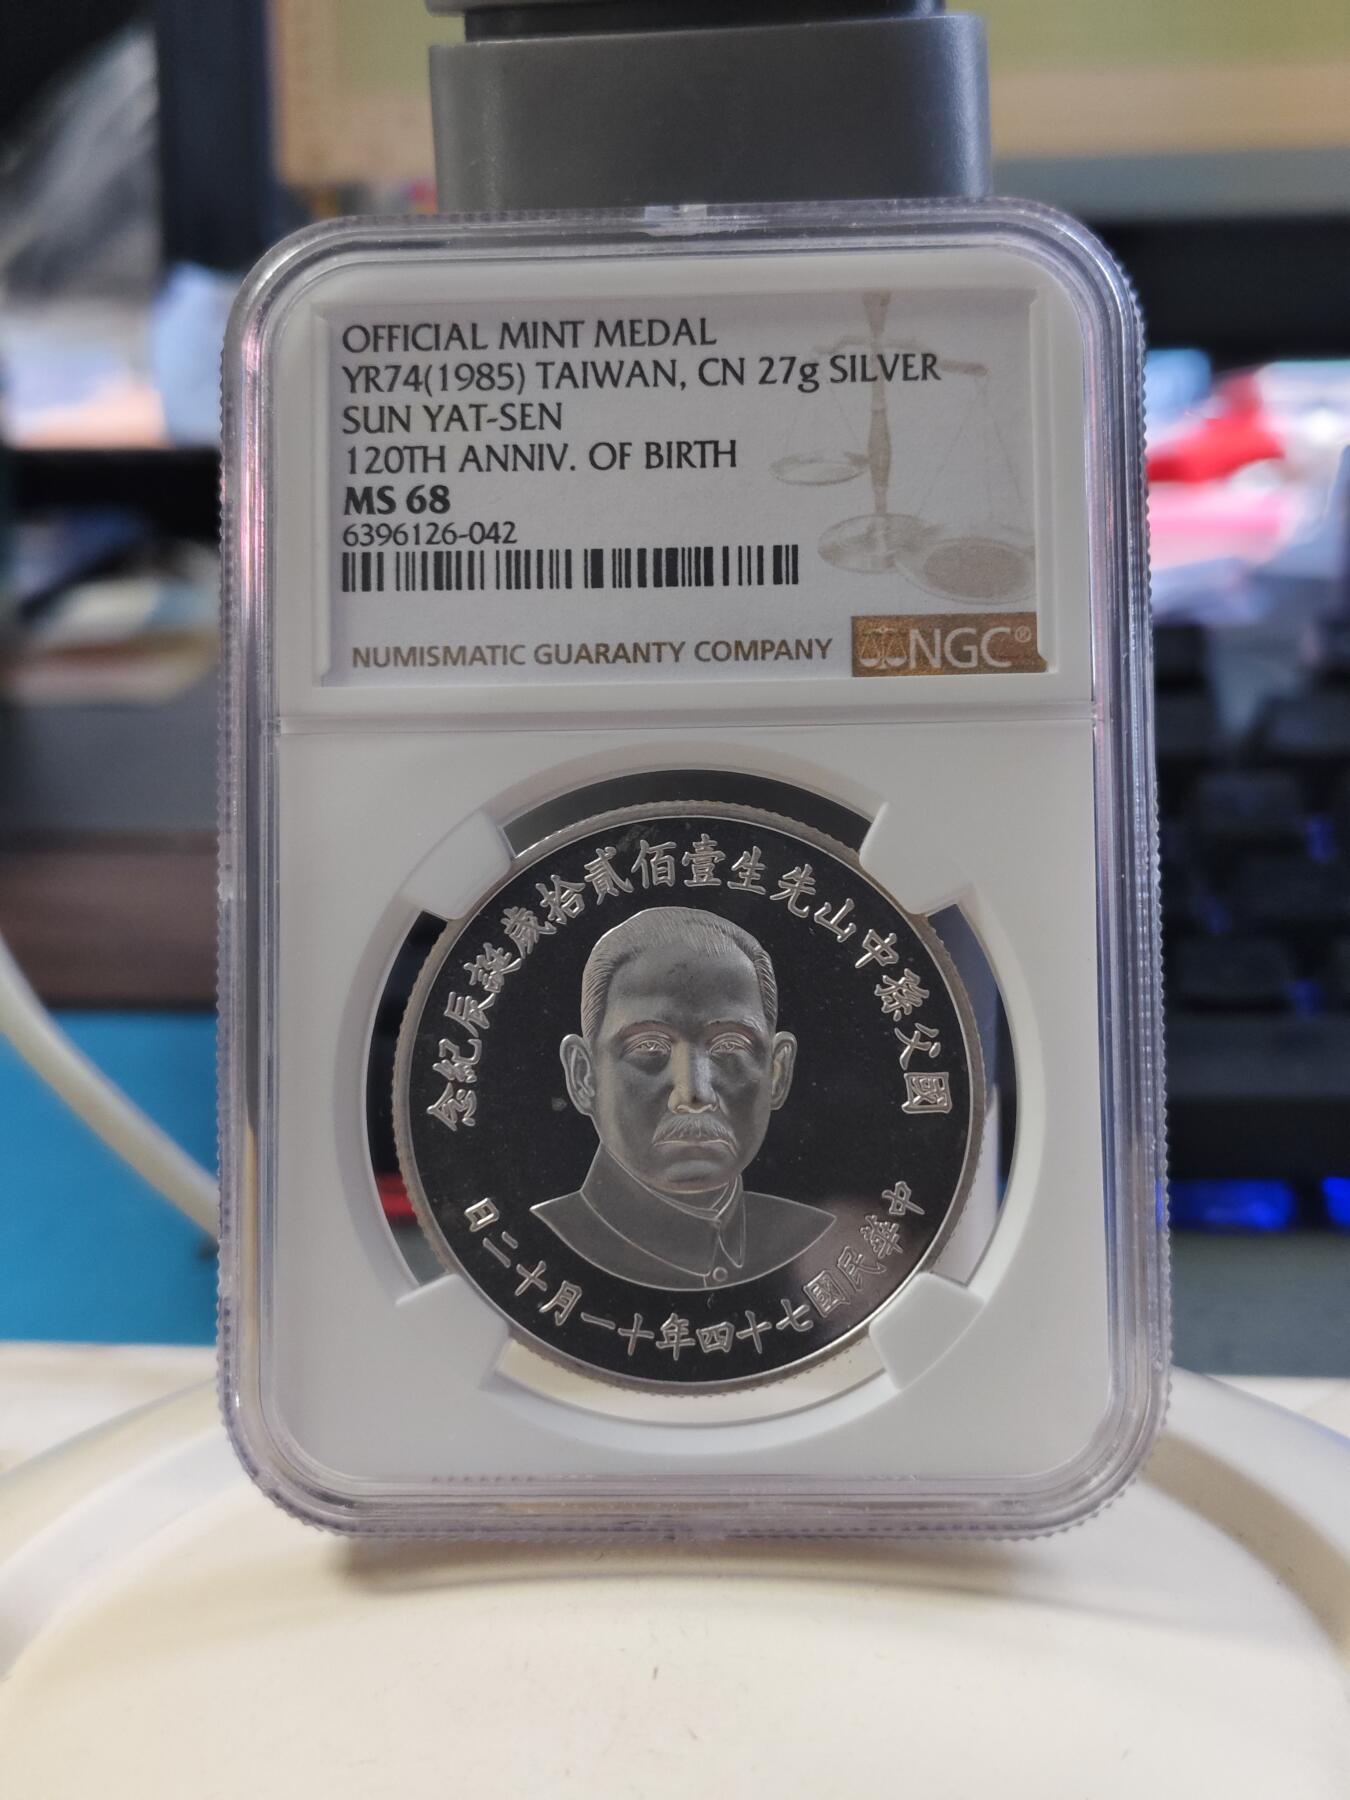 OFFICIAL MINT MEDAL
YR74(1985) TAIWAN, CN 27g SILVER
SUN YAT-SEN
120TH ANNIV. OF BIRTH
MS 68
6396126-042
NUMISMATIC GUARANTY COMPANY
NGC®
國父孫中山先生壹佰貳拾歲誕辰紀念
中華民國七十四年十一月十二日